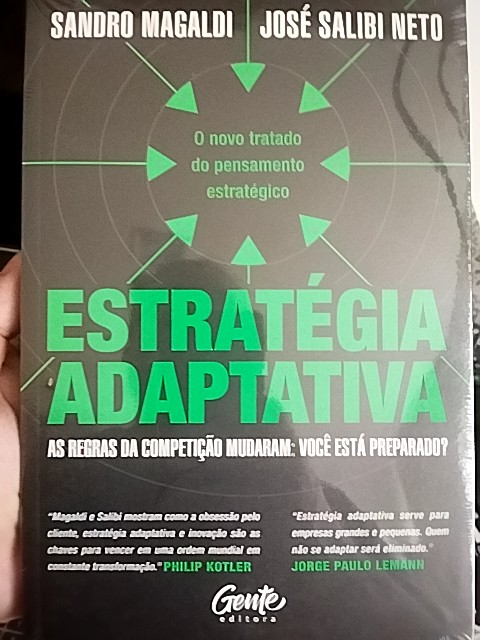 SANDRO MAGALDI JOSÉ SALIBI NETO
O novo tratado
do pensamento
estratégico
ESTRATÉGIA
ADAPTATIVA
AS REGRAS DA COMPETIÇÃO MUDARAM: VOCÊ ESTÁ PREPARADO?
"Magaldi e Salibi mostram como a obsessão pelo
cliente, estratégia adaptativa e inovação são as
chaves para vencer em uma ordem mundial em
constante transformação." PHILIP KOTLER
"Estratégia adaptativa serve para
empresas grandes e pequenas. Quem
não se adaptar será eliminado."
JORGE PAULO LEMANN
Gente
editora